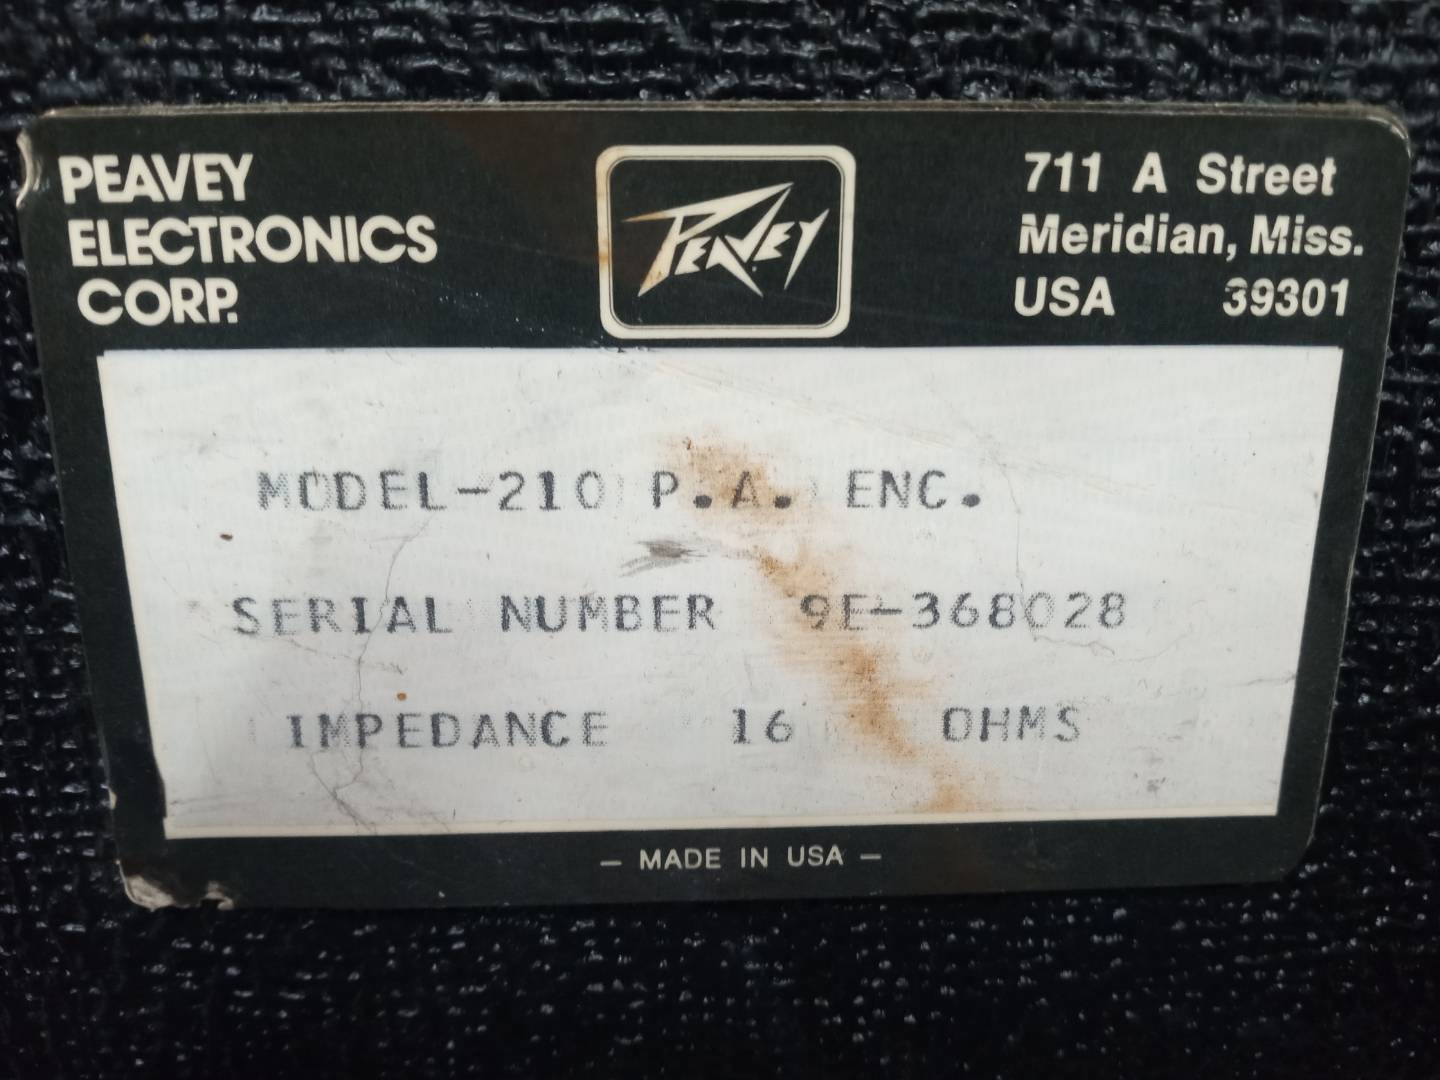 PEAVEY
ELECTRONICS
CORP.
PEAVEY
711 A Street
Meridian, Miss.
USA 39301
MODEL-210 P.A. ENC.
SERIAL NUMBER 9E-368028
IMPEDANCE 16 OHMS
— MADE IN USA —